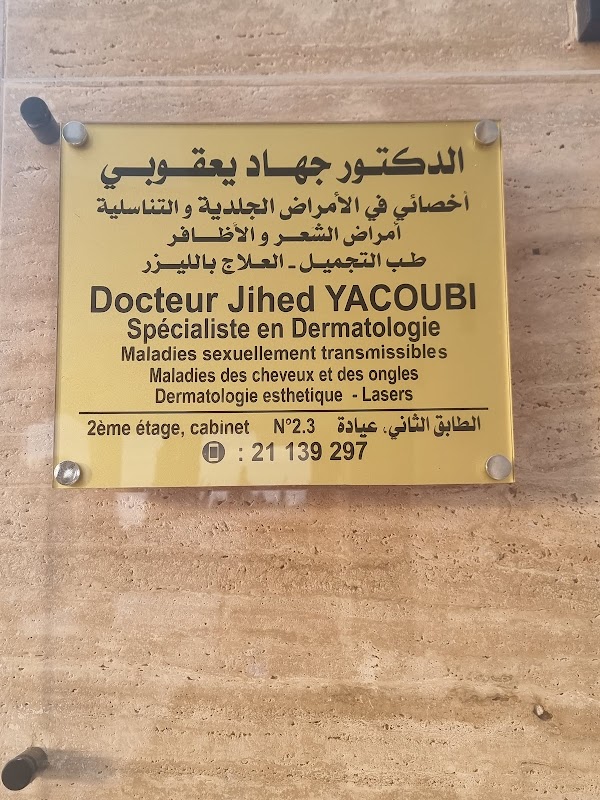 الدكتور جهاد يعقوبي
أخصائي في الأمراض الجلدية و التناسلية
أمراض الشعر و الأظافر
طب التجميل - العلاج بالليزر
Docteur Jihed YACOUBI
Spécialiste en Dermatologie
Maladies sexuellement transmissibles
Maladies des cheveux et des ongles
Dermatologie esthetique - Lasers
2ème étage, cabinet N°2.3 الطابق الثاني، عيادة
: 21 139 297